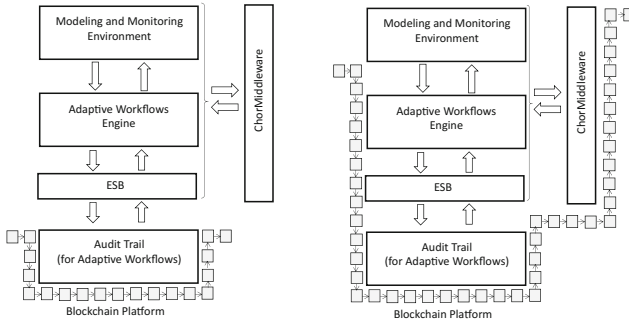 Modeling and Monitoring
Environment
Adaptive Workflows
Engine
ESB
Audit Trail
(for Adaptive Workflows)
Blockchain Platform
ChorMiddleware
Modeling and Monitoring
Environment
Adaptive Workflows
Engine
ESB
Audit Trail
(for Adaptive Workflows)
Blockchain Platform
ChorMiddleware